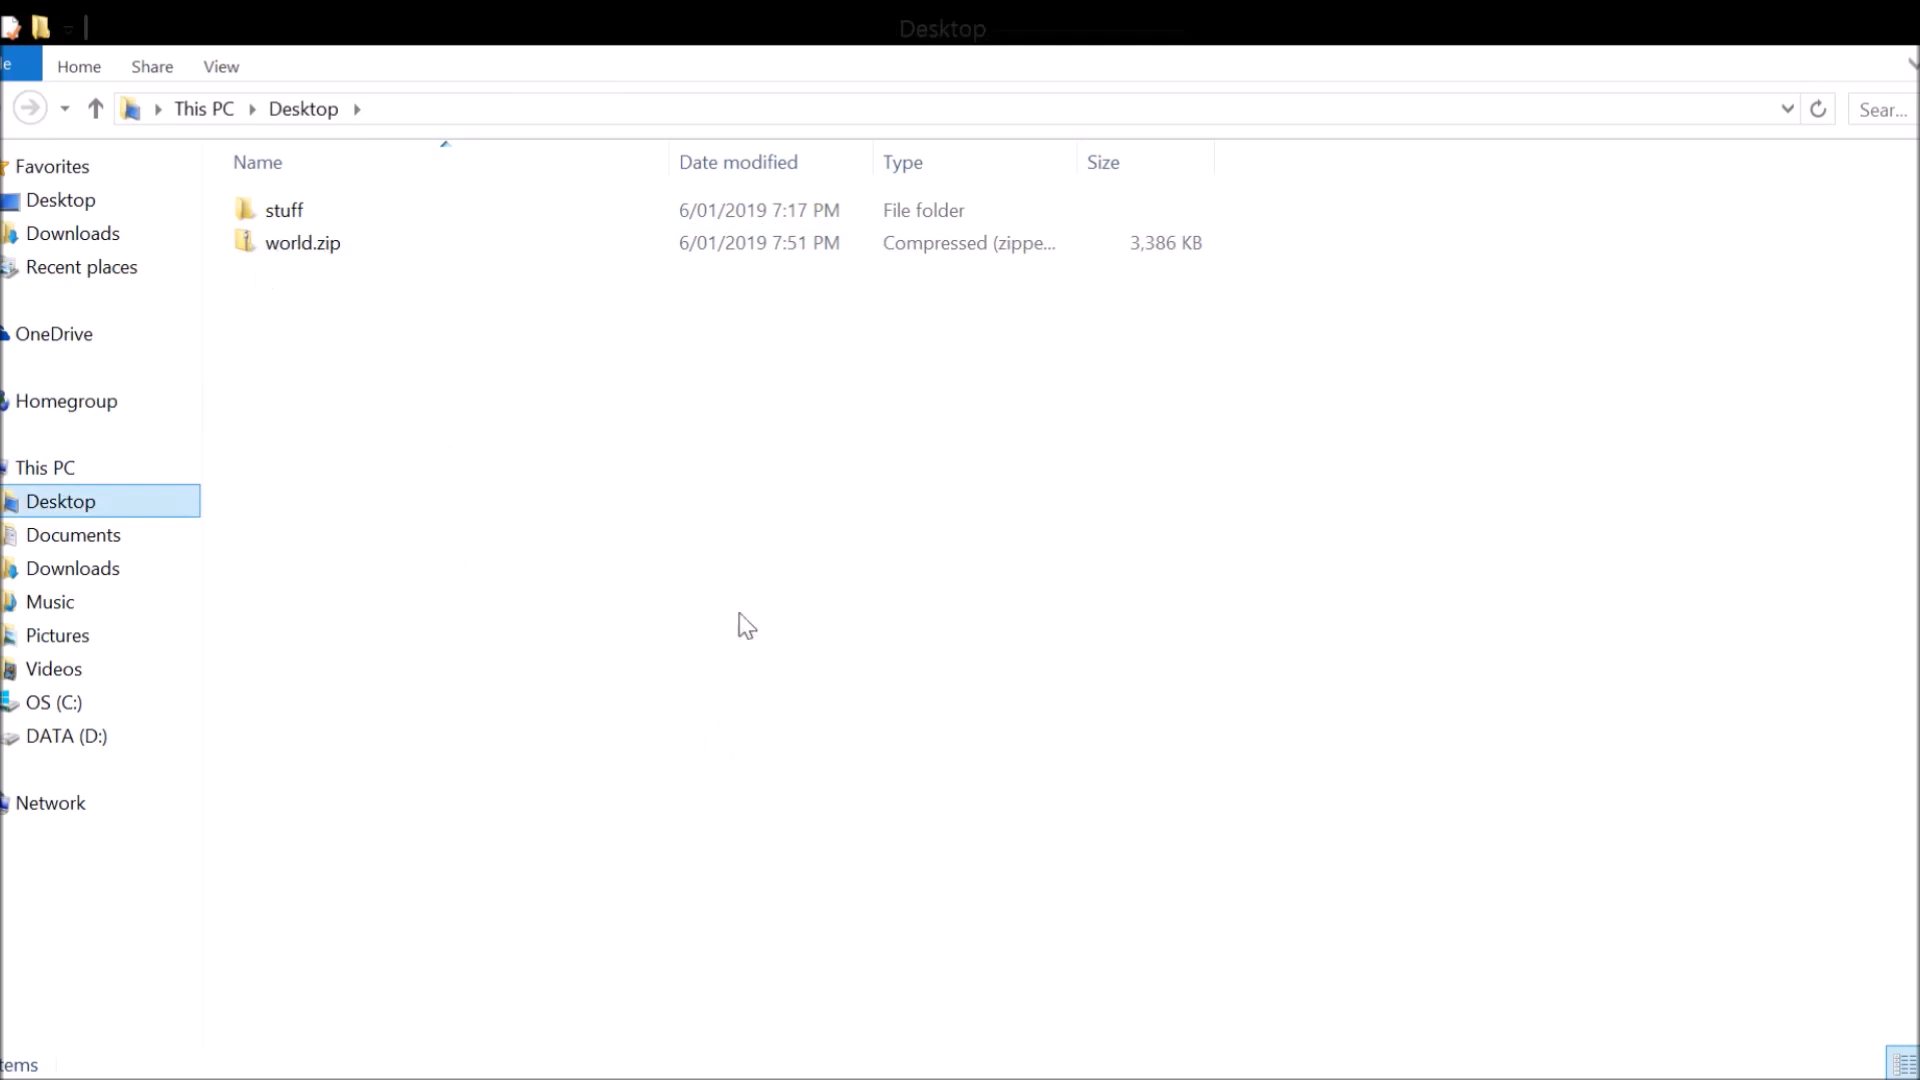 Desktop
le
Home Share View
This PC Desktop
Sear...
Name Date modified Type Size
stuff 6/01/2019 7:17 PM File folder
world.zip 6/01/2019 7:51 PM Compressed (zippe... 3,386 KB
Favorites
Desktop
Downloads
Recent places
OneDrive
Homegroup
This PC
Desktop
Documents
Downloads
Music
Pictures
Videos
OS (C:)
DATA (D:)
Network
tems